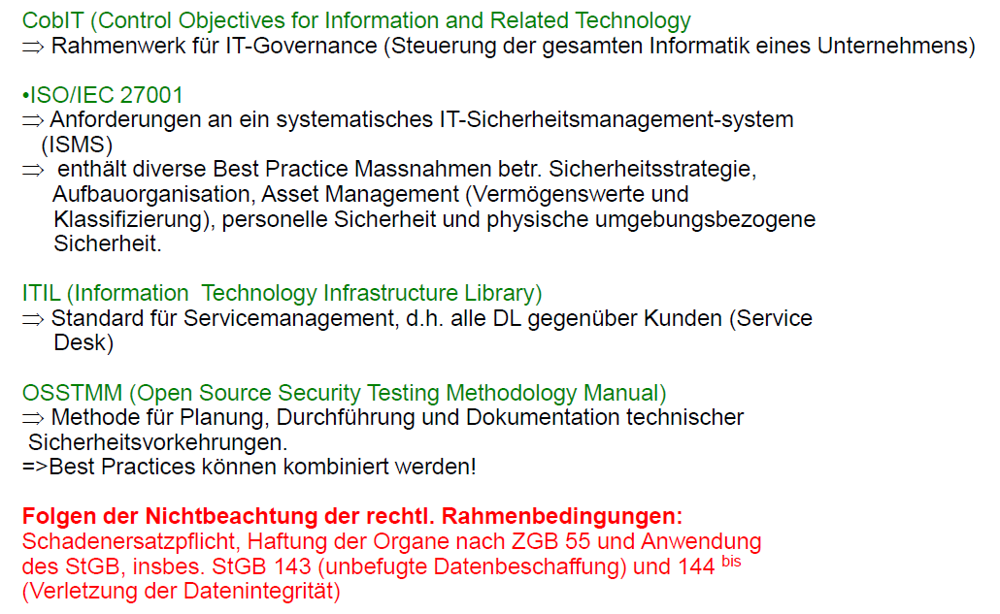 CobIT (Control Objectives for Information and Related Technology
⇒ Rahmenwerk für IT-Governance (Steuerung der gesamten Informatik eines Unternehmens)
•ISO/IEC 27001
⇒ Anforderungen an ein systematisches IT-Sicherheitsmanagement-system
(ISMS)
⇒ enthält diverse Best Practice Massnahmen betr. Sicherheitsstrategie,
Aufbauorganisation, Asset Management (Vermögenswerte und
Klassifizierung), personelle Sicherheit und physische umgebungsbezogene
Sicherheit.
ITIL (Information Technology Infrastructure Library)
⇒ Standard für Servicemanagement, d.h. alle DL gegenüber Kunden (Service
Desk)
OSSTMM (Open Source Security Testing Methodology Manual)
⇒ Methode für Planung, Durchführung und Dokumentation technischer
Sicherheitsvorkehrungen.
=>Best Practices können kombiniert werden!
Folgen der Nichtbeachtung der rechtl. Rahmenbedingungen:
Schadenersatzpflicht, Haftung der Organe nach ZGB 55 und Anwendung
des StGB, insbes. StGB 143 (unbefugte Datenbeschaffung) und 144 bis
(Verletzung der Datenintegrität)